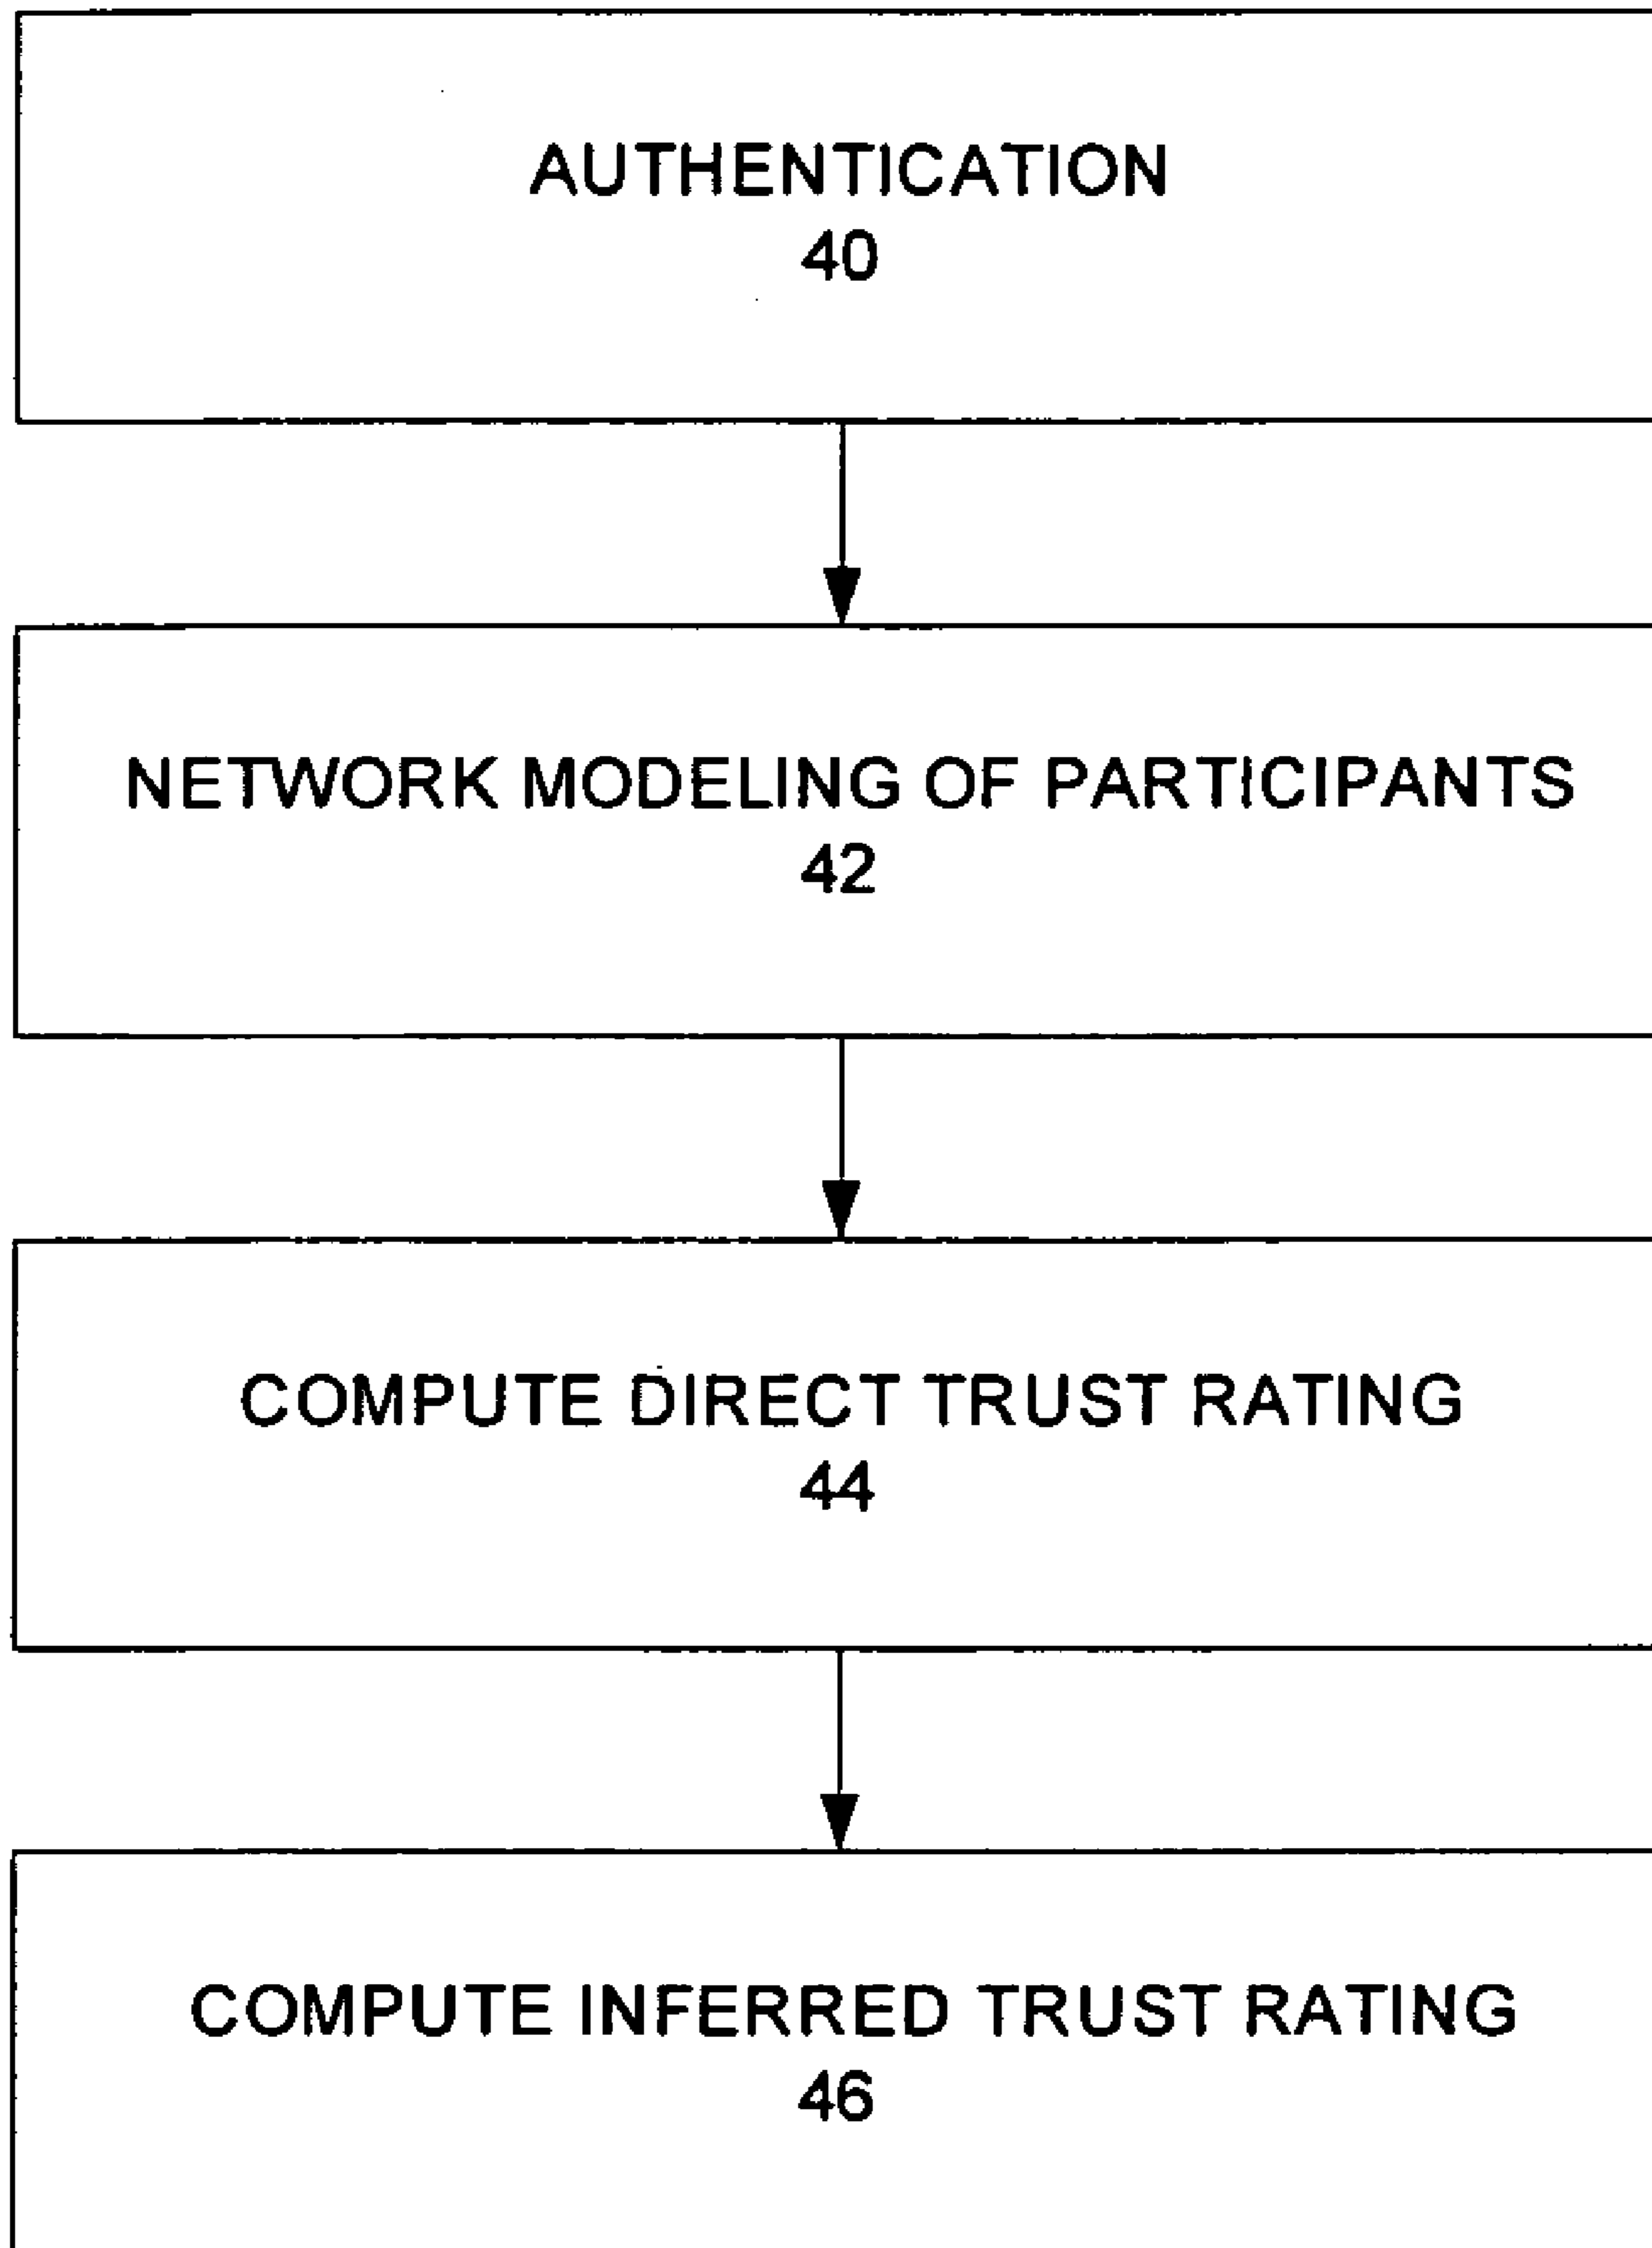 AUTHENTICATION
40
NETWORK MODELING OF PARTICIPANTS
42
COMPUTE DIRECT TRUST RATING
44
COMPUTE INFERRED TRUST RATING
46